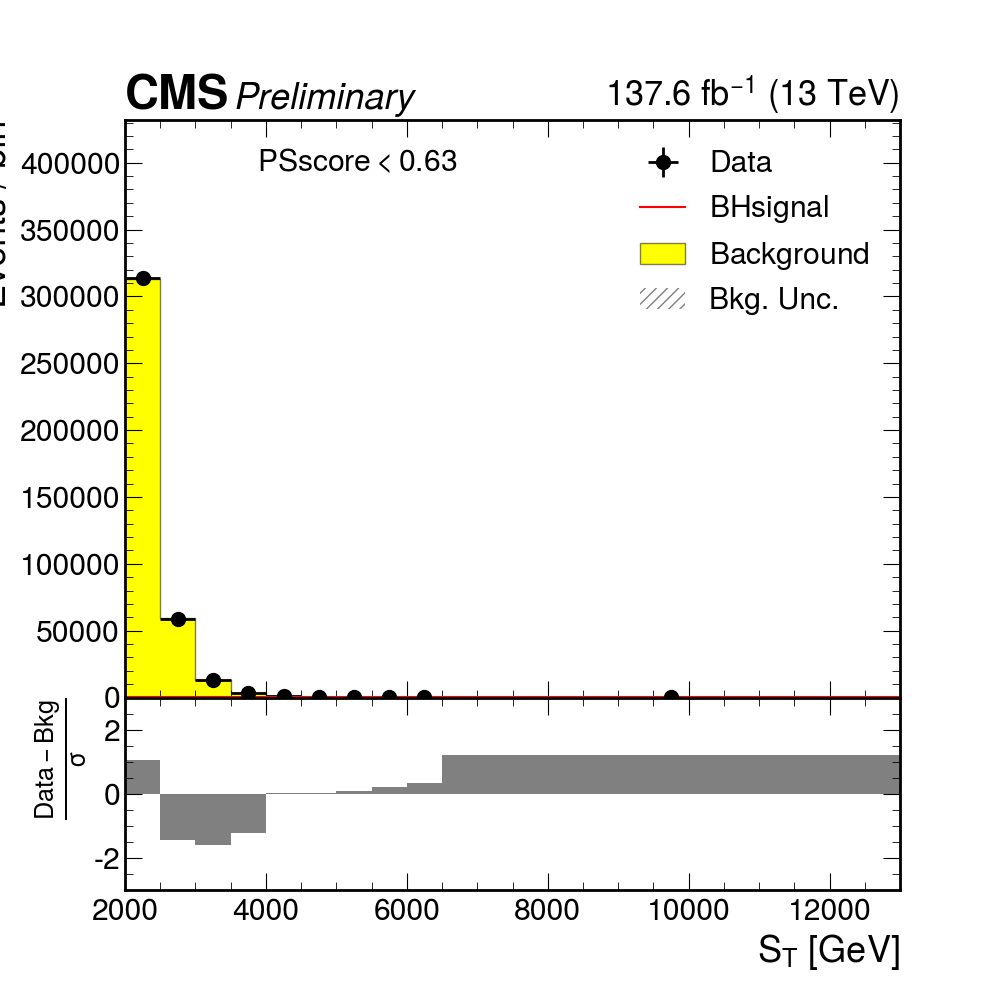 CMS Preliminary 137.6 fb⁻¹ (13 TeV)
PSscore < 0.63
Data
BHsignal
Background
Bkg. Unc.
400000
350000
300000
250000
200000
150000
100000
50000
0
Data – Bkg
σ
2
0
-2
2000 4000 6000 8000 10000 12000
S_T [GeV]